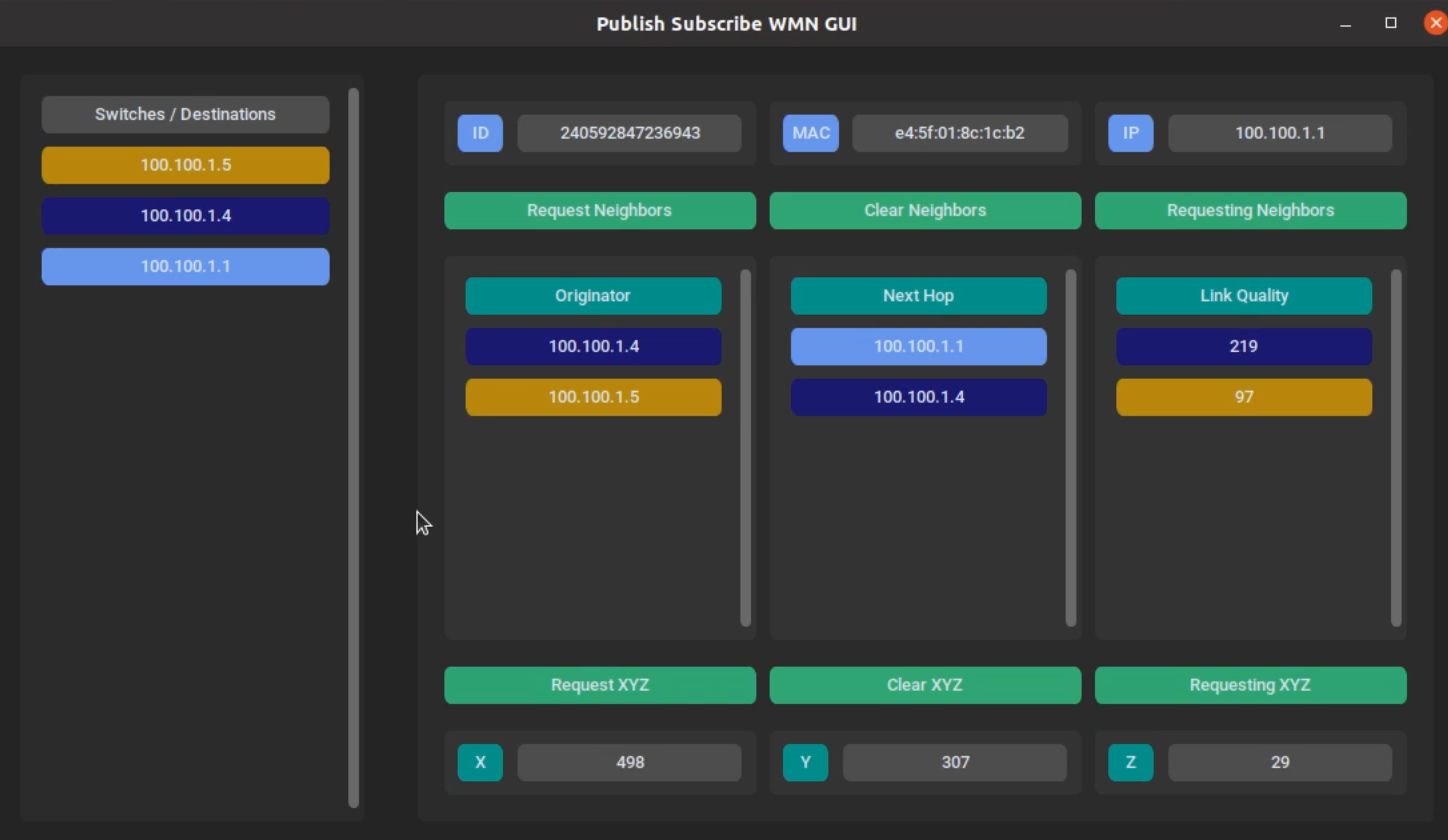 Publish Subscribe WMN GUI
Switches / Destinations
100.100.1.5
100.100.1.4
100.100.1.1
ID 240592847236943 MAC e4:5f:01:8c:1c:b2 IP 100.100.1.1
Request Neighbors Clear Neighbors Requesting Neighbors
Originator Next Hop Link Quality
100.100.1.4 100.100.1.1 219
100.100.1.5 100.100.1.4 97
Request XYZ Clear XYZ Requesting XYZ
X 498 Y 307 Z 29